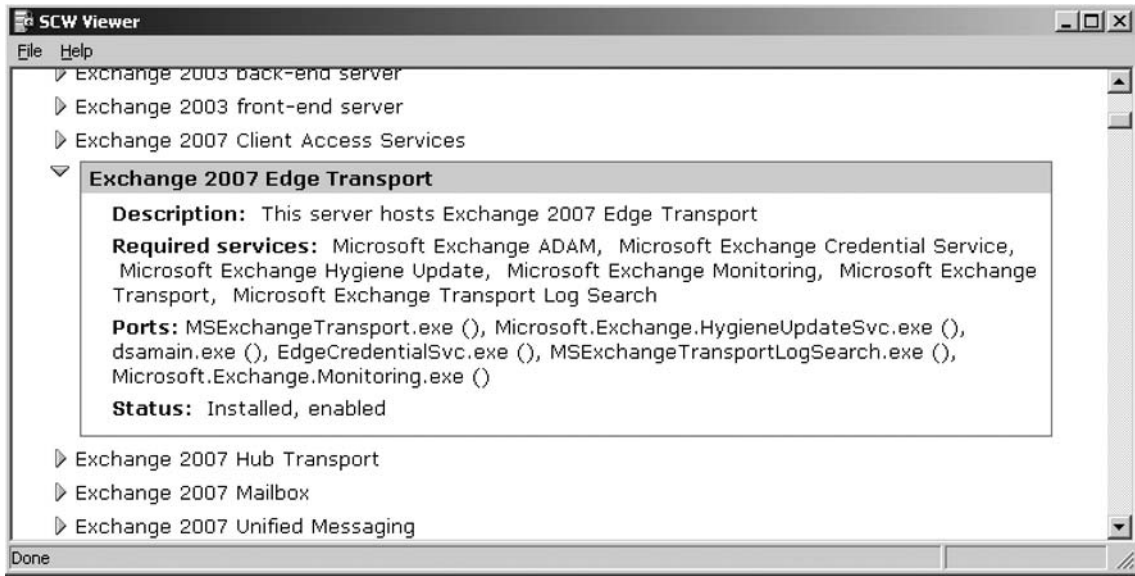 SCW Viewer
File Help
Exchange 2003 back-end server
Exchange 2003 front-end server
Exchange 2007 Client Access Services
Exchange 2007 Edge Transport
Description: This server hosts Exchange 2007 Edge Transport
Required services: Microsoft Exchange ADAM, Microsoft Exchange Credential Service,
Microsoft Exchange Hygiene Update, Microsoft Exchange Monitoring, Microsoft Exchange
Transport, Microsoft Exchange Transport Log Search
Ports: MSExchangeTransport.exe (), Microsoft.Exchange.HygieneUpdateSvc.exe (),
dsamain.exe (), EdgeCredentialSvc.exe (), MSExchangeTransportLogSearch.exe (),
Microsoft.Exchange.Monitoring.exe ()
Status: Installed, enabled
Exchange 2007 Hub Transport
Exchange 2007 Mailbox
Exchange 2007 Unified Messaging
Done